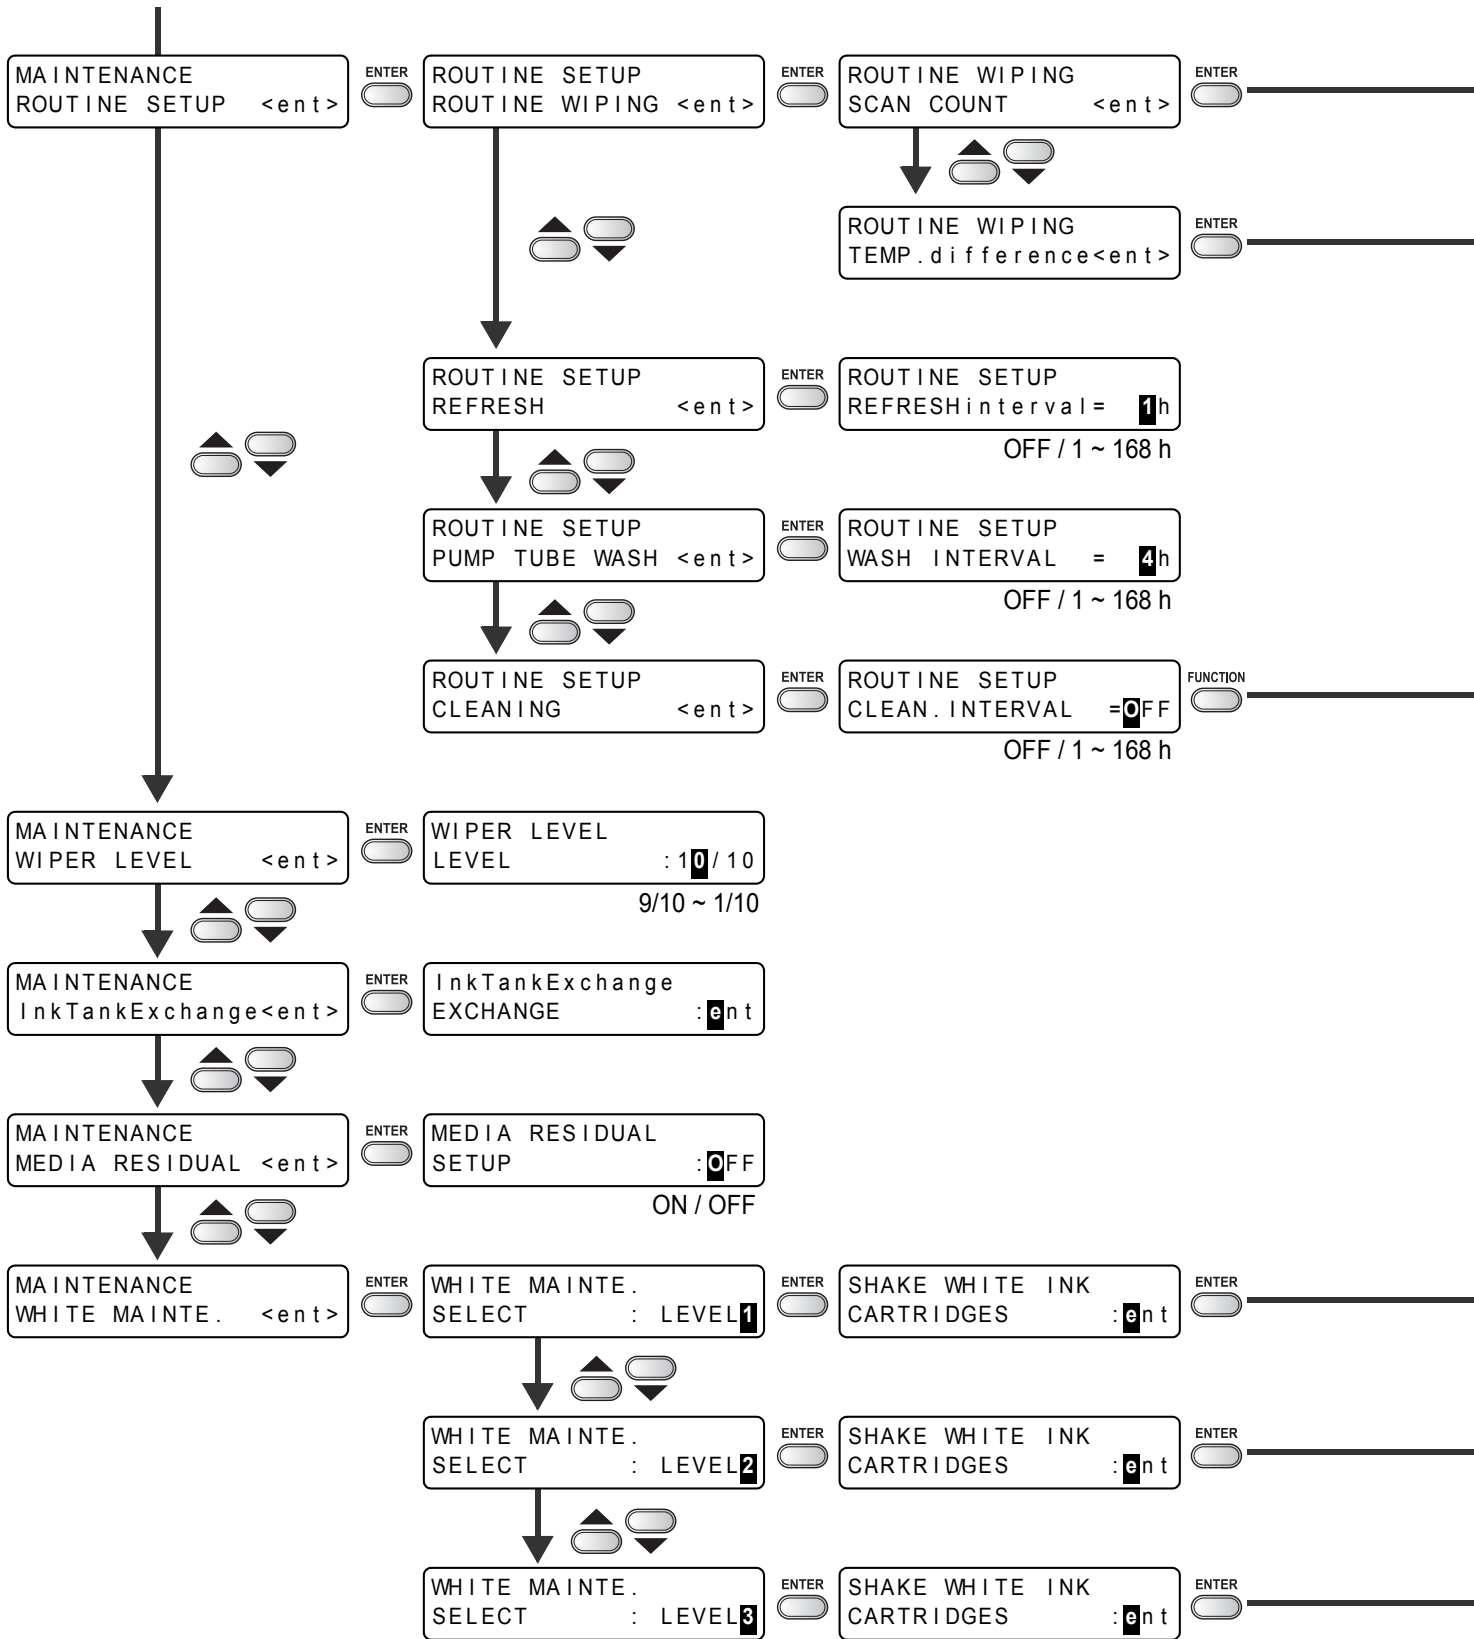 MAINTENANCE
ROUTINE SETUP <ent>
ENTER
ROUTINE SETUP
ROUTINE WIPING <ent>
ENTER
ROUTINE WIPING
SCAN COUNT <ent>
ENTER
ROUTINE WIPING
TEMP.difference<ent>
ENTER
ROUTINE SETUP
REFRESH <ent>
ENTER
ROUTINE SETUP
REFRESHinterval= 1h
OFF / 1 ~ 168 h
ROUTINE SETUP
PUMP TUBE WASH <ent>
ENTER
ROUTINE SETUP
WASH INTERVAL = 4h
OFF / 1 ~ 168 h
ROUTINE SETUP
CLEANING <ent>
ENTER
ROUTINE SETUP
CLEAN.INTERVAL =OFF
FUNCTION
OFF / 1 ~ 168 h
MAINTENANCE
WIPER LEVEL <ent>
ENTER
WIPER LEVEL
LEVEL :10/10
9/10 ~ 1/10
MAINTENANCE
InkTankExchange<ent>
ENTER
InkTankExchange
EXCHANGE :ent
MAINTENANCE
MEDIA RESIDUAL <ent>
ENTER
MEDIA RESIDUAL
SETUP :OFF
ON / OFF
MAINTENANCE
WHITE MAINTE. <ent>
ENTER
WHITE MAINTE.
SELECT : LEVEL1
ENTER
SHAKE WHITE INK
CARTRIDGES :ent
ENTER
WHITE MAINTE.
SELECT : LEVEL2
ENTER
SHAKE WHITE INK
CARTRIDGES :ent
ENTER
WHITE MAINTE.
SELECT : LEVEL3
ENTER
SHAKE WHITE INK
CARTRIDGES :ent
ENTER